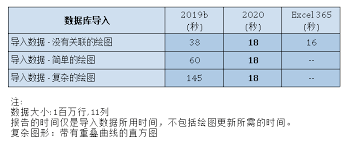 数据库导入 2019b (秒) 2020 (秒) Excel 365 (秒)
导入数据 - 没有关联的绘图 38 18 16
导入数据 - 简单的绘图 60 18 --
导入数据 - 复杂的绘图 145 18 --
注:
数据大小:1百万行,11列
报告的时间仅是导入数据所用时间。不包括绘图更新所需的时间。
复杂图形: 带有重叠曲线的直方图